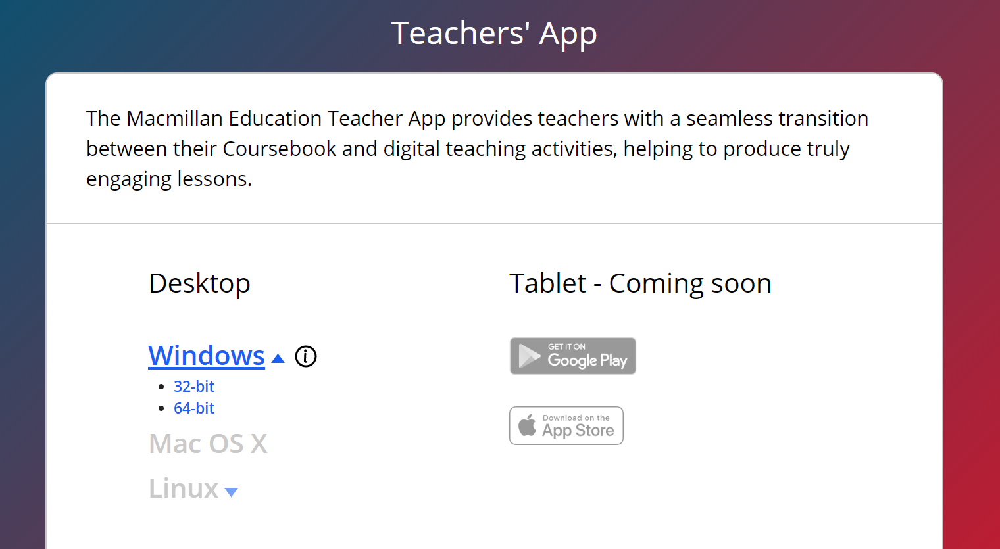 Teachers' App
The Macmillan Education Teacher App provides teachers with a seamless transition
between their Coursebook and digital teaching activities, helping to produce truly
engaging lessons.
Desktop
Windows
32-bit
64-bit
Mac OS X
Linux
Tablet - Coming soon
GET IT ON
Google Play
Download on the
App Store